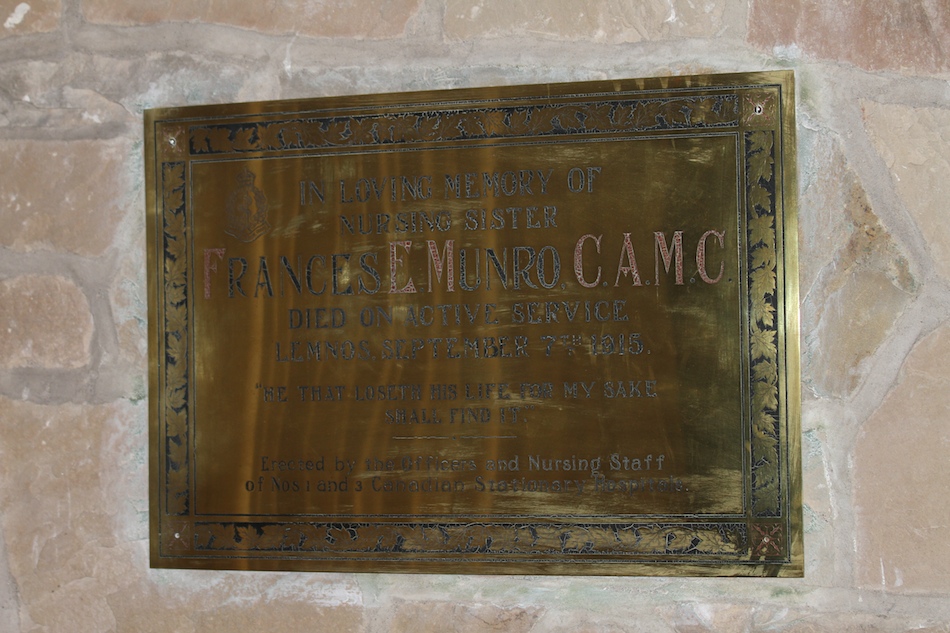 IN LOVING MEMORY OF
NURSING SISTER
FRANCES E. MUNRO, C.A.M.C.
DIED ON ACTIVE SERVICE
LEMNOS, SEPTEMBER 7TH 1915.
"HE THAT LOSETH HIS LIFE FOR MY SAKE
SHALL FIND IT."
Erected by the Officers and Nursing Staff
of Nos 1 and 3 Canadian Stationary Hospitals.